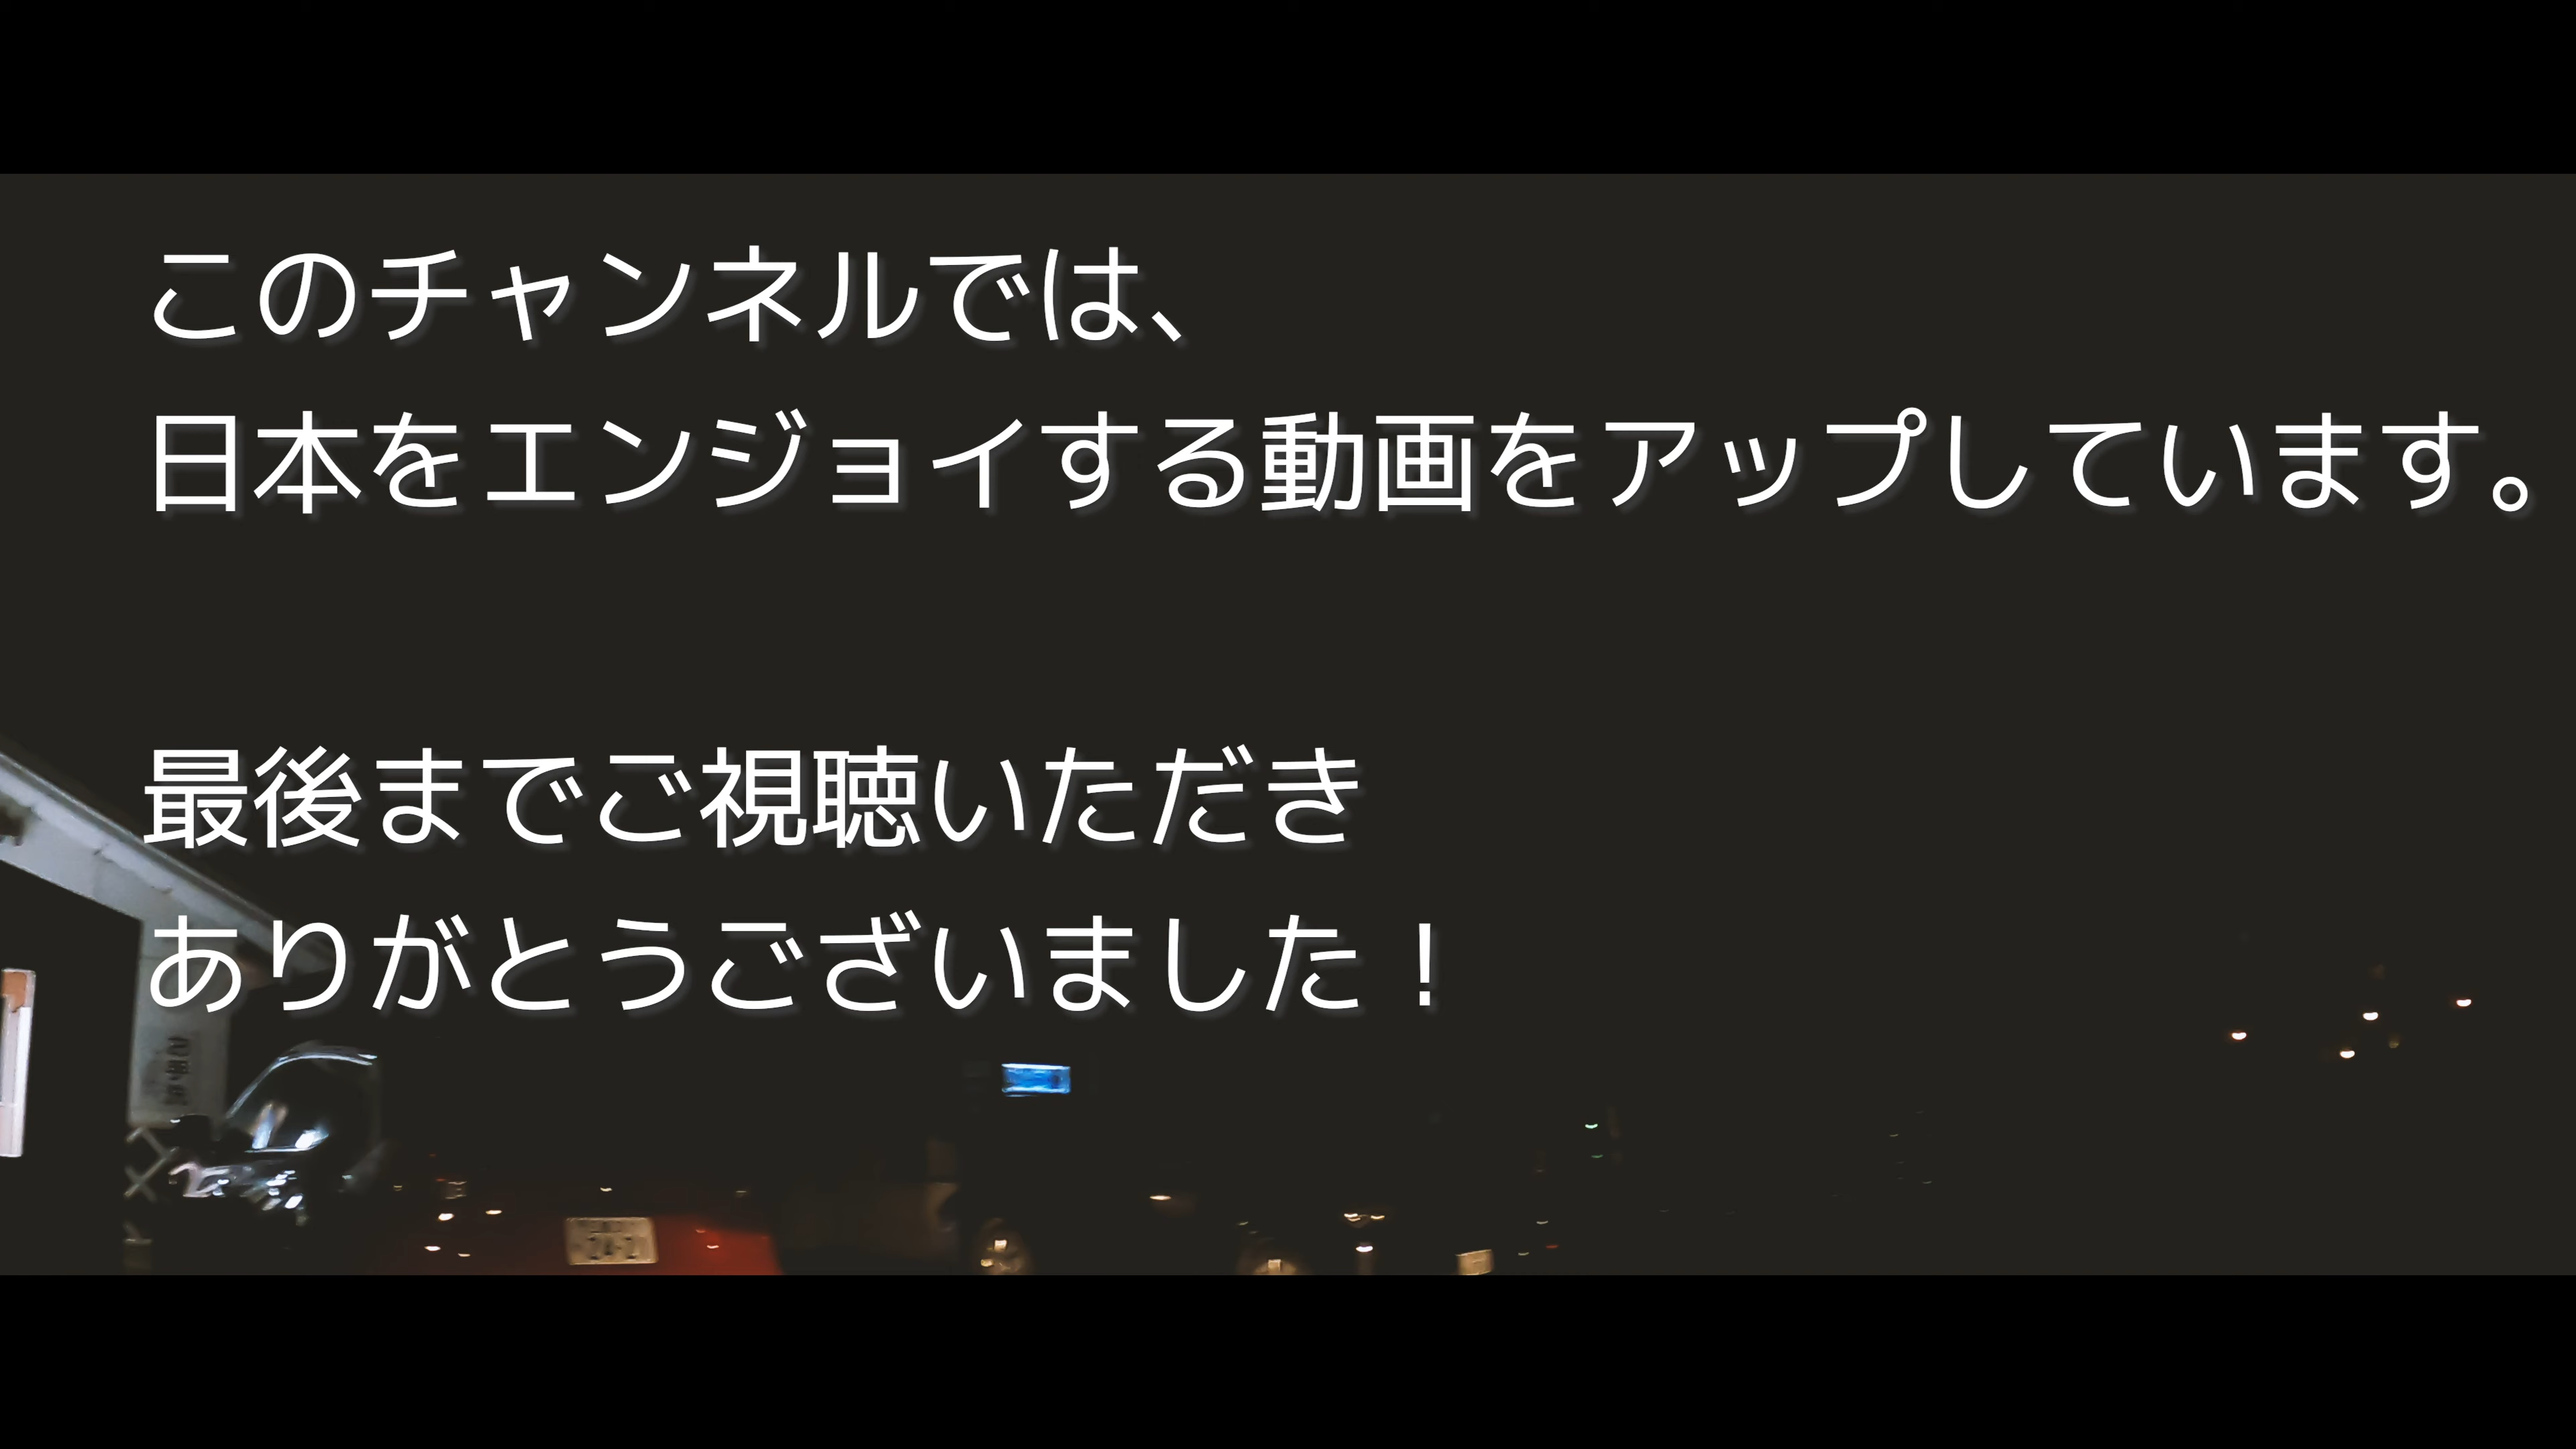 このチャンネルでは、
日本をエンジョイする動画をアップしています。
最後までご視聴いただき
ありがとうございました！